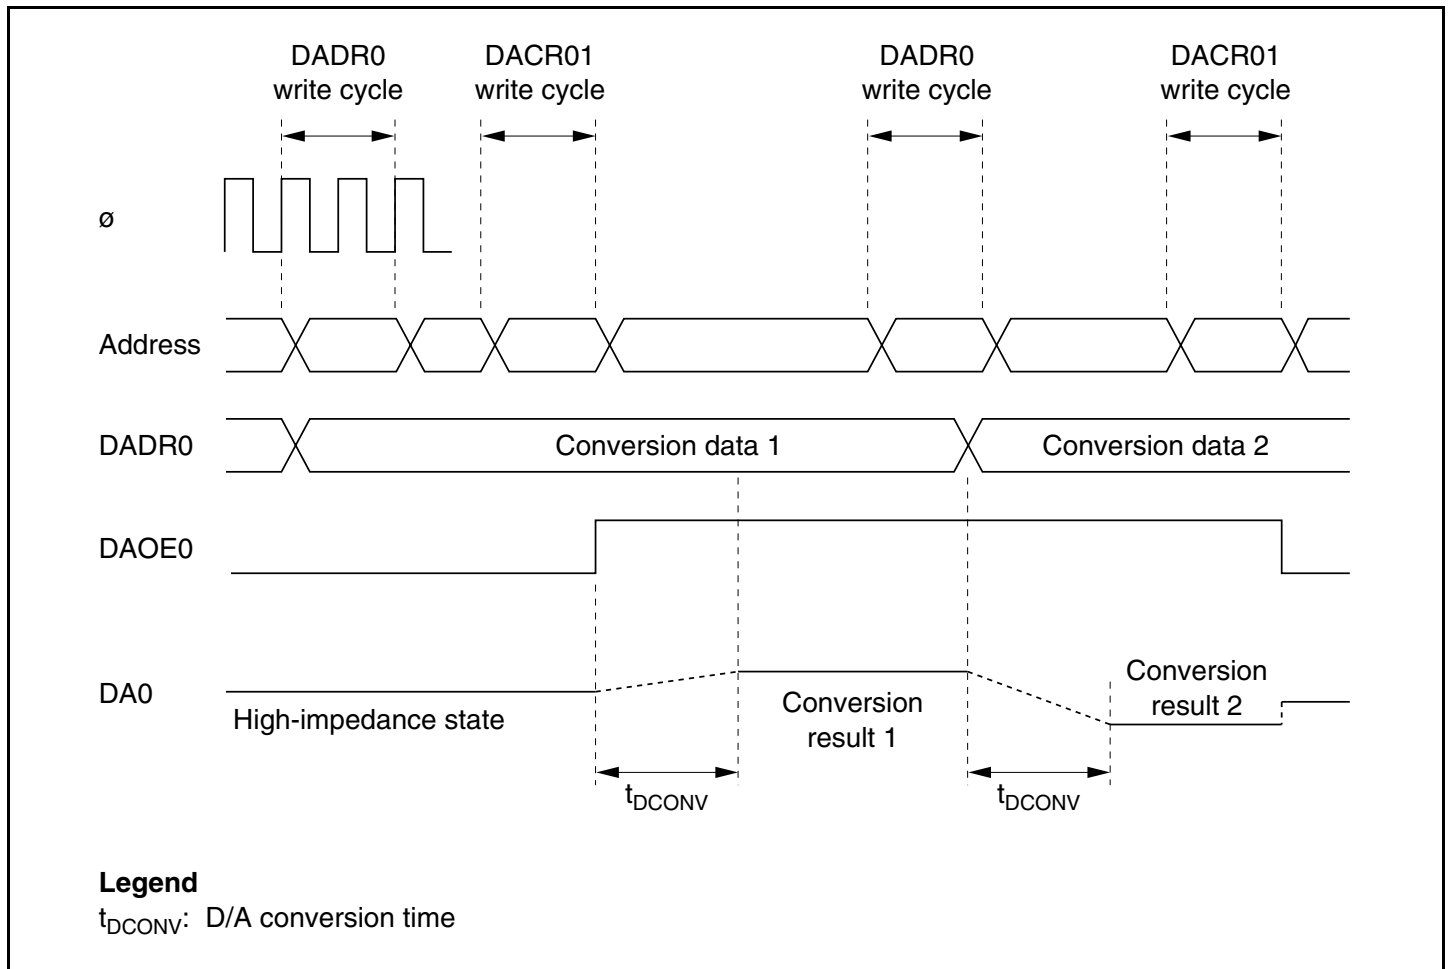 DADR0 DACR01 DADR0 DACR01
write cycle write cycle write cycle write cycle
ø
Address
DADR0 Conversion data 1 Conversion data 2
DAOE0
DA0
High-impedance state
Conversion
result 1
Conversion
result 2
tDCONV tDCONV
Legend
tDCONV: D/A conversion time